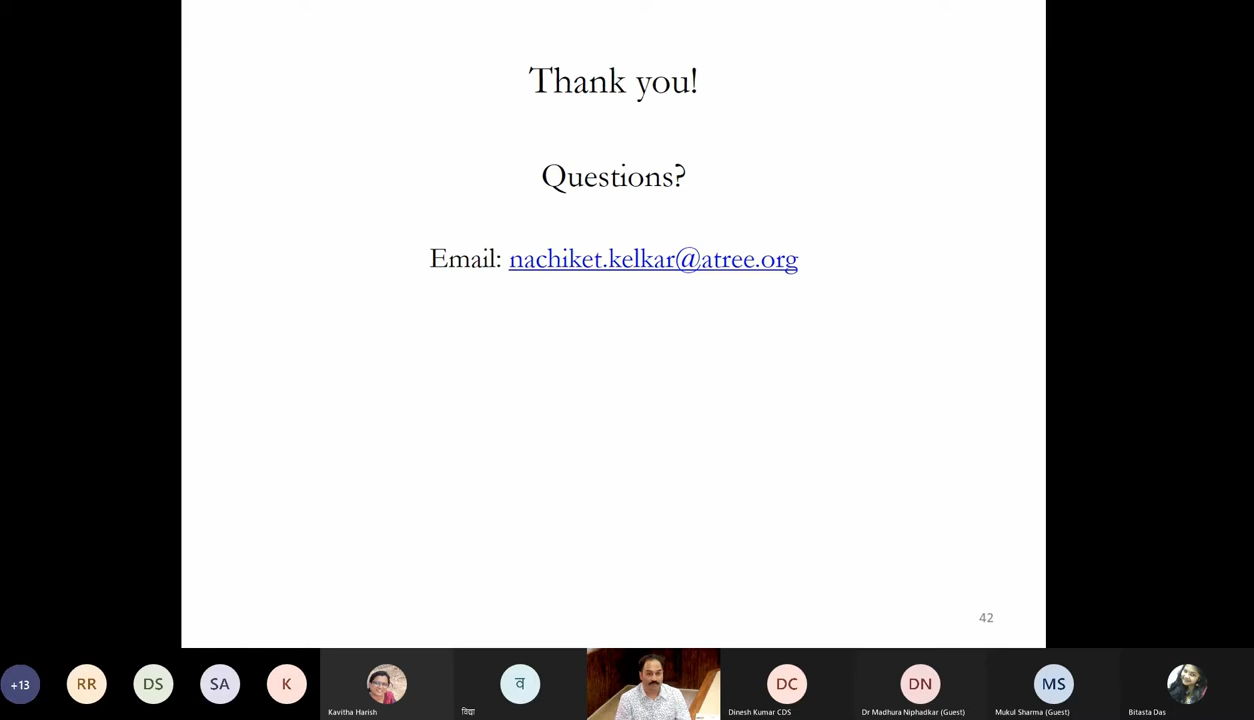 Thank you!
Questions?
Email: nachiket.kelkar@atree.org
42
+13
RR
DS
SA
K
Kavitha Harish
व
विद्या
DC
Dinesh Kumar CDS
DN
Dr Madhura Niphadkar (Guest)
MS
Mukul Sharma (Guest)
Bitasta Das